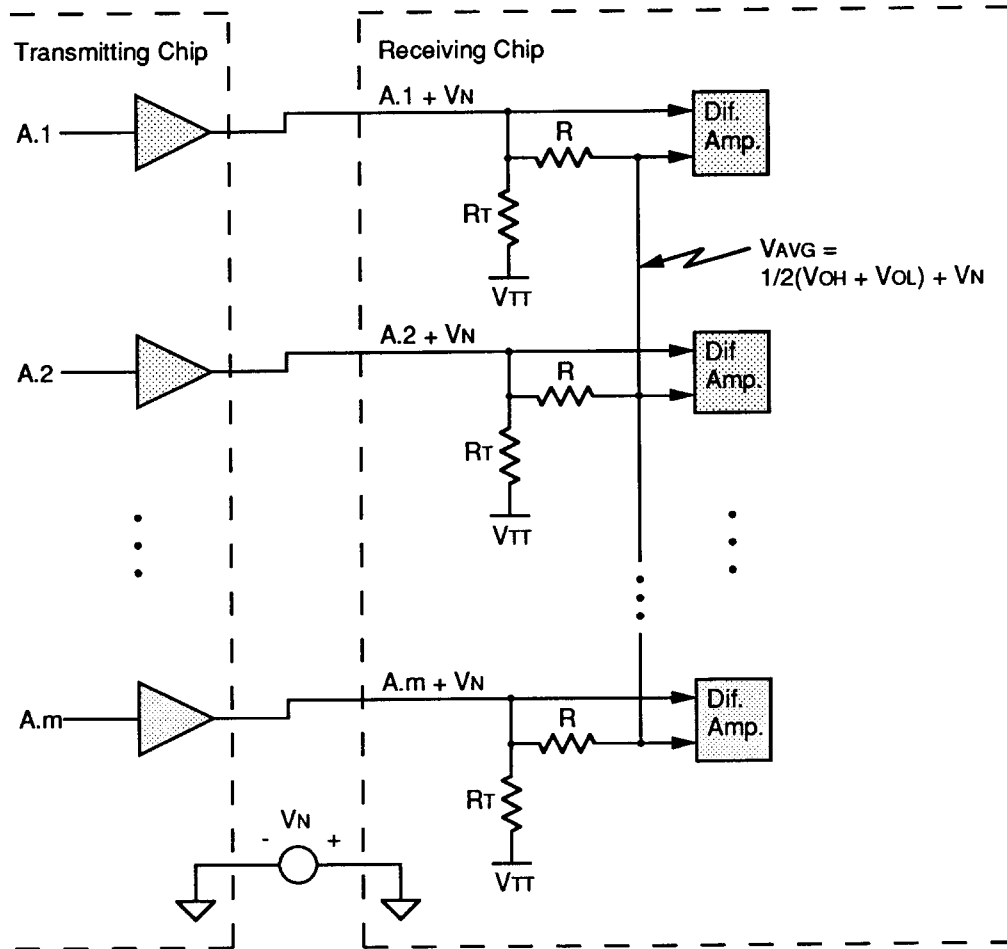 Transmitting Chip
Receiving Chip
A.1
A.1 + VN
Dif.
Amp.
R
RT
VTT
VAVG =
1/2(VOH + VOL) + VN
A.2
A.2 + VN
Dif
Amp.
R
RT
VTT
A.m
A.m + VN
Dif.
Amp.
R
RT
VTT
VN
- +